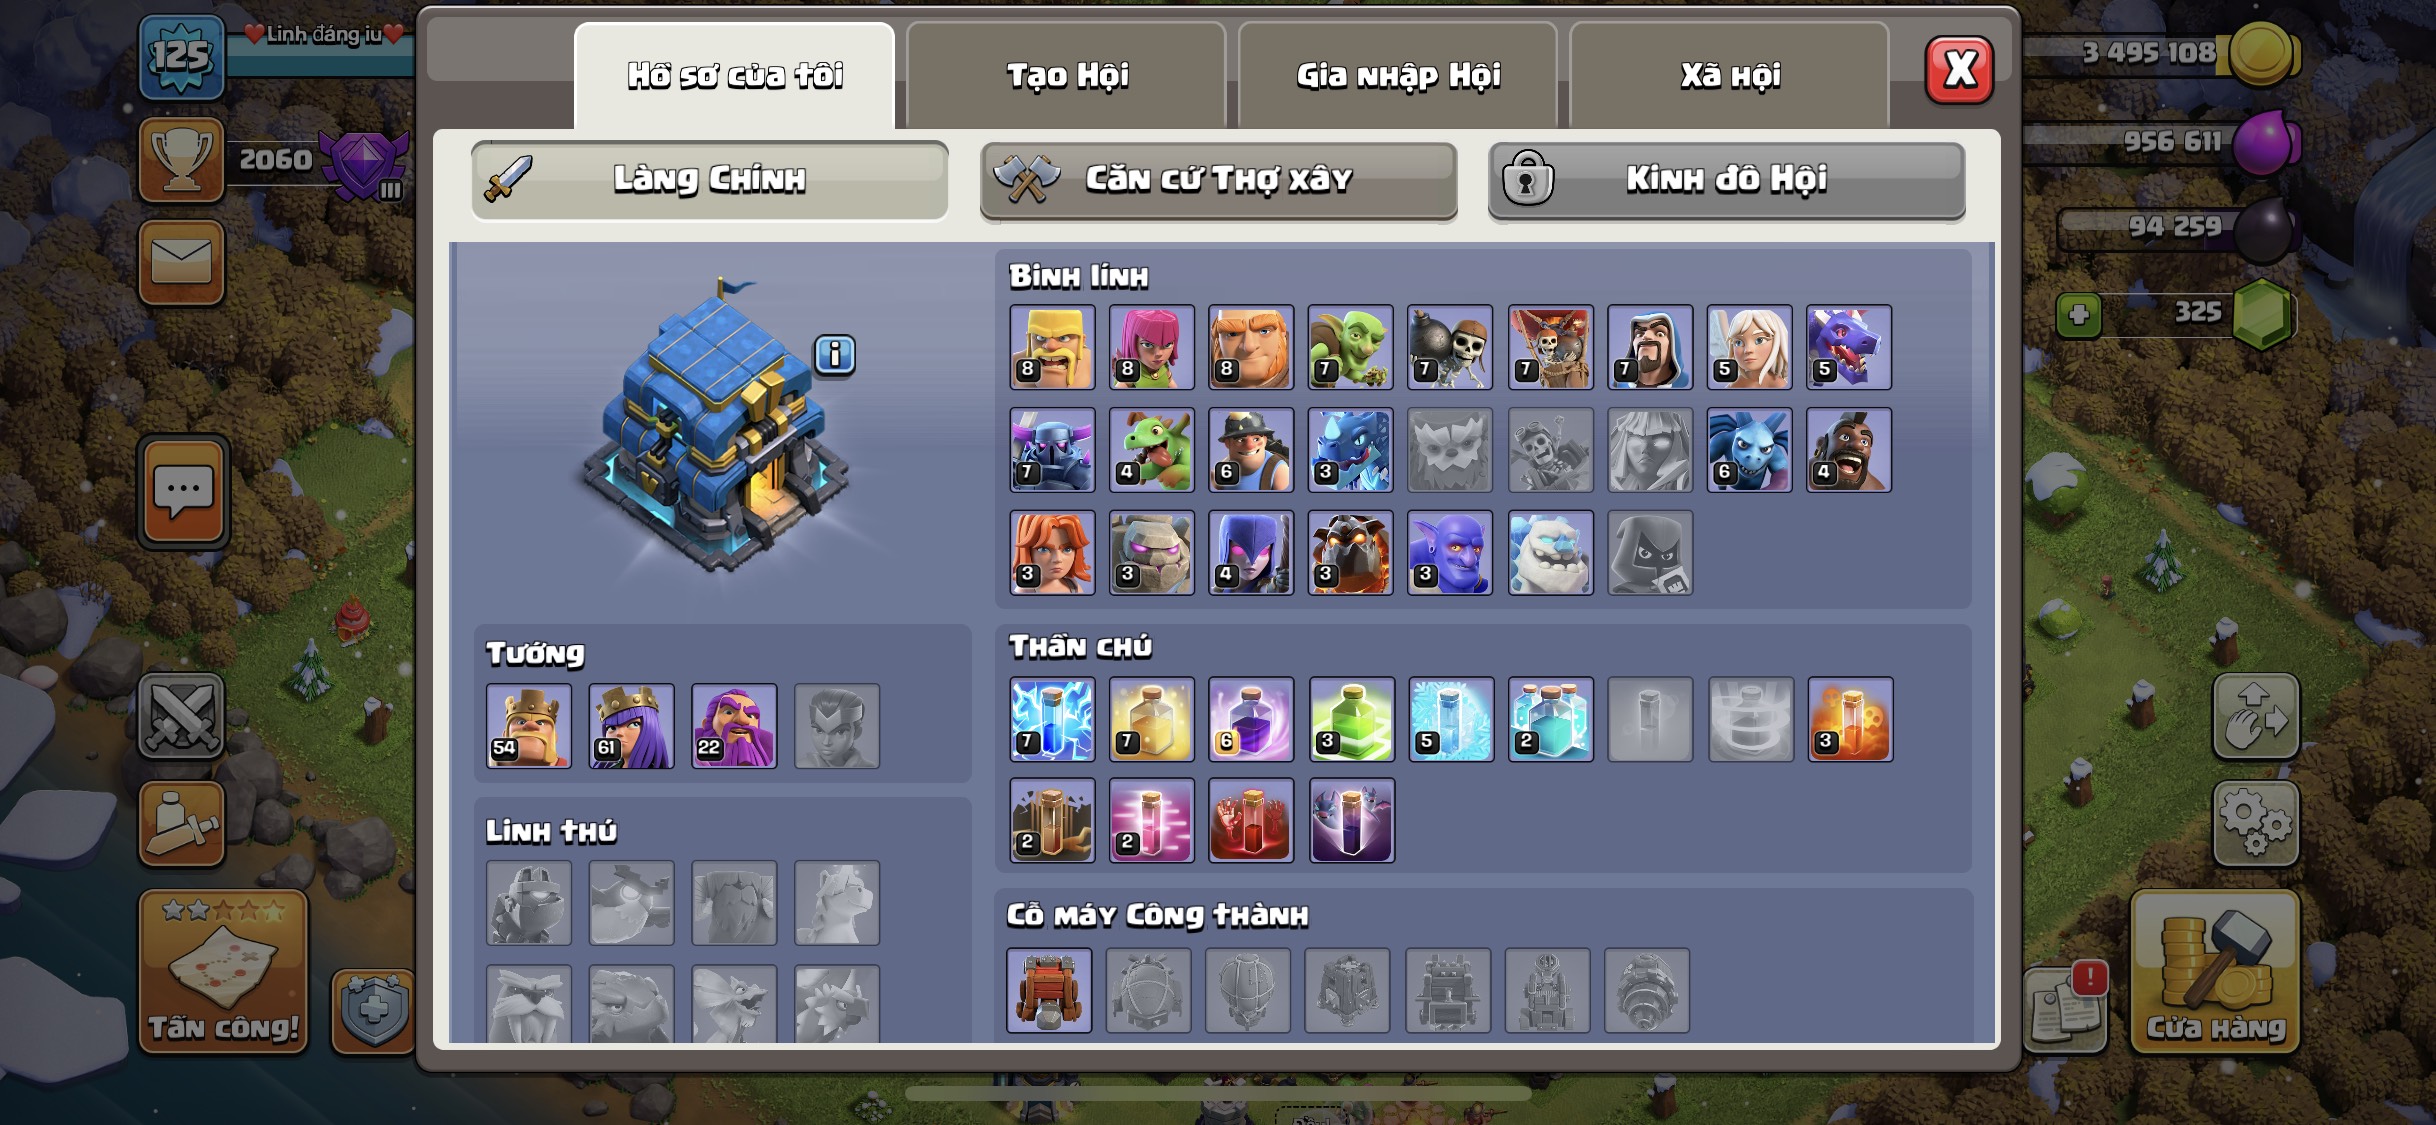 125
❤Linh đáng iu❤
Hồ sơ của tôi
Tạo Hội
Gia nhập Hội
Xã hội
X
3 495 108
2060
Làng Chính
Căn cứ Thợ xây
Kinh đô Hội
956 611
94 259
325
Binh lính
8 8 8 7 7 7 7 5 5
7 4 6 3 6 4
3 3 4 3 3
Tướng
54 61 22
Thần chú
7 7 6 3 5 2 3
2 2
Linh thú
Cỗ máy Công thành
Tấn công!
!
Cửa hàng